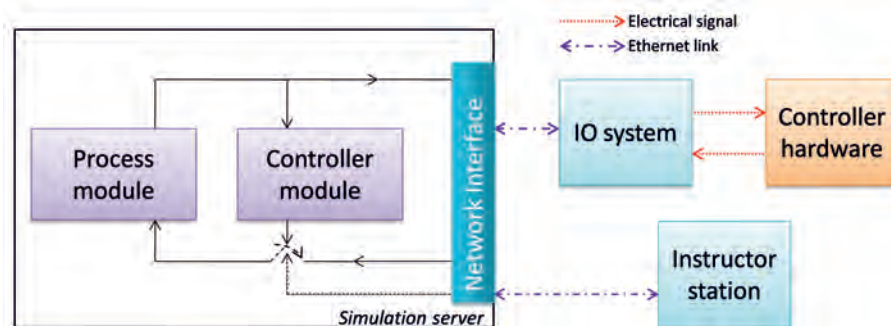 Electrical signal
Ethernet link
Process
module
Controller
module
Network Interface
IO system
Controller
hardware
Instructor
station
Simulation server